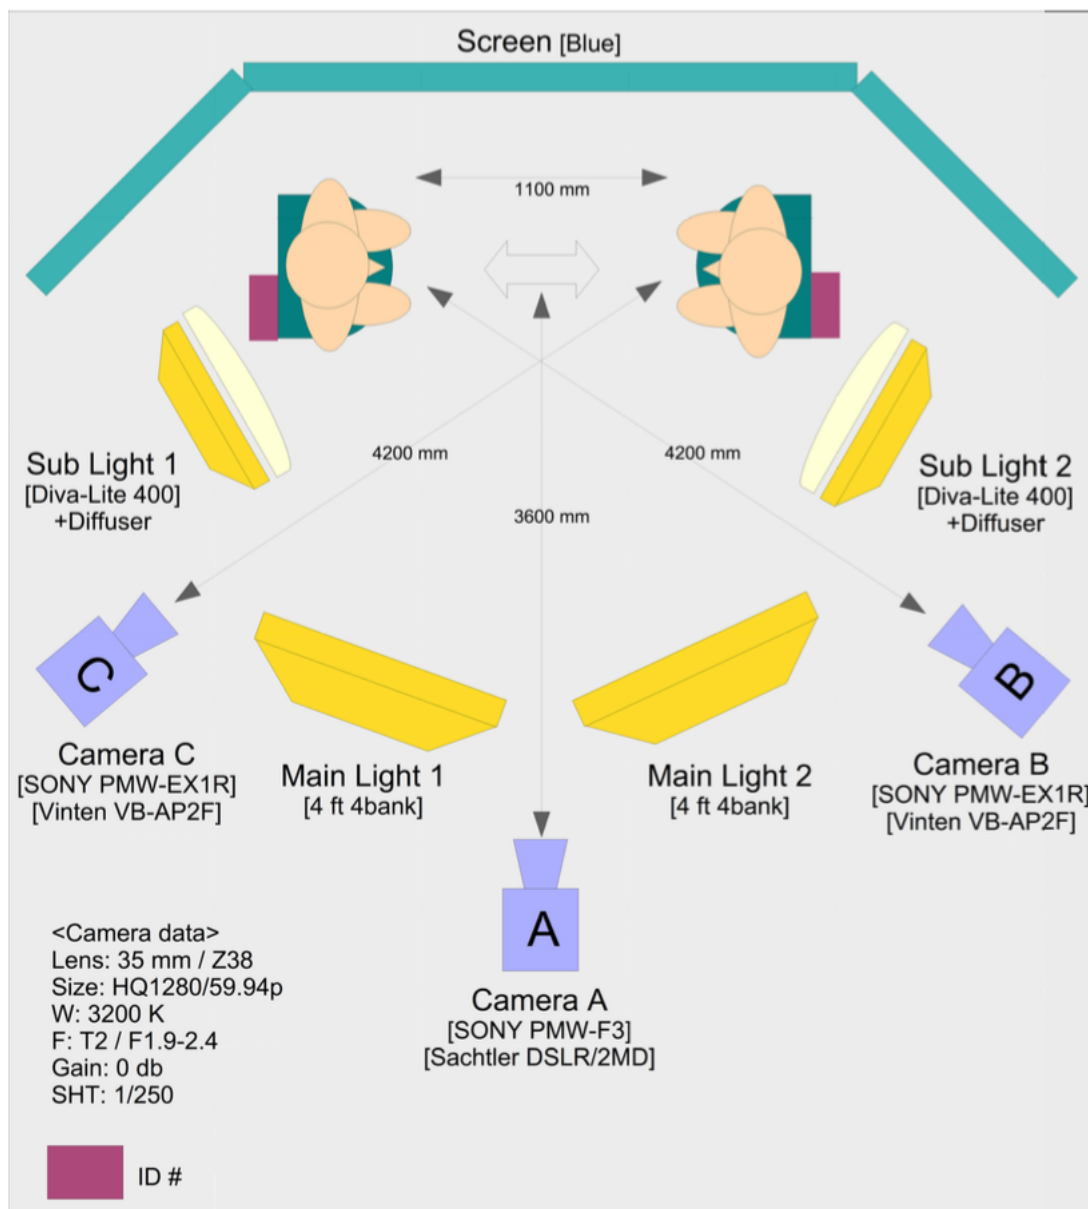 Screen [Blue]
1100 mm
4200 mm
4200 mm
3600 mm
Sub Light 1
[Diva-Lite 400]
+Diffuser
Sub Light 2
[Diva-Lite 400]
+Diffuser
C
B
Camera C
[SONY PMW-EX1R]
[Vinten VB-AP2F]
Main Light 1
[4 ft 4bank]
Main Light 2
[4 ft 4bank]
Camera B
[SONY PMW-EX1R]
[Vinten VB-AP2F]
A
Camera A
[SONY PMW-F3]
[Sachtler DSLR/2MD]
<Camera data>
Lens: 35 mm / Z38
Size: HQ1280/59.94p
W: 3200 K
F: T2 / F1.9-2.4
Gain: 0 db
SHT: 1/250
ID #